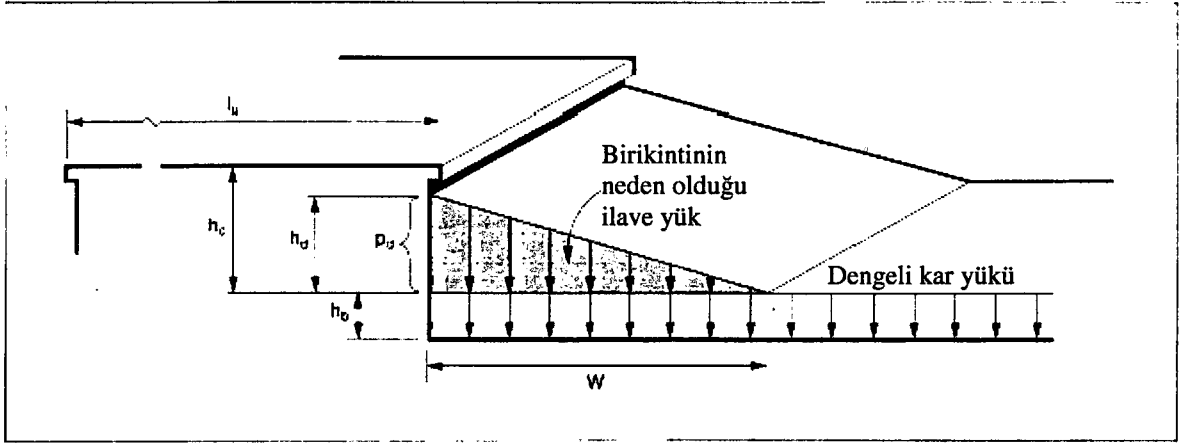 lu
Birikintinin
neden olduğu
ilave yük
hc
hd
pd
hb
Dengeli kar yükü
W